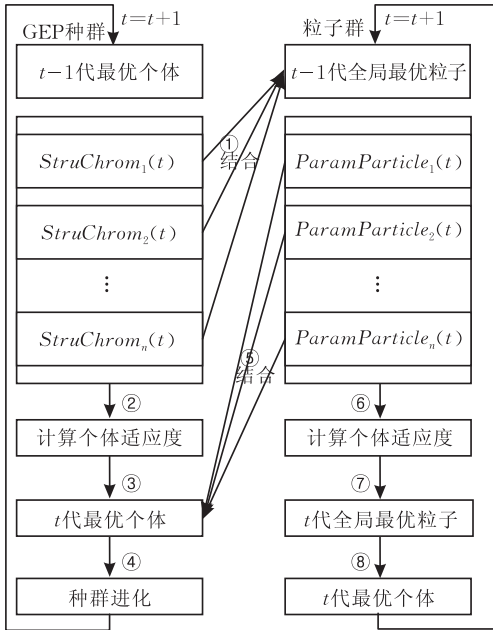 t=t+1
GEP种群
t-1代最优个体
StruChrom₁(t)
StruChrom₂(t)
⋮
StruChromₙ(t)
②
计算个体适应度
③
t代最优个体
④
种群进化
①
结合
⑤
结合
t=t+1
粒子群
t-1代全局最优粒子
ParamParticle₁(t)
ParamParticle₂(t)
⋮
ParamParticleₙ(t)
⑥
计算个体适应度
⑦
t代全局最优粒子
⑧
t代最优个体